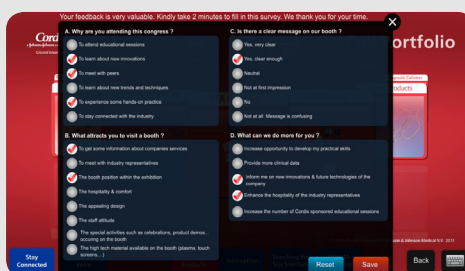 Your feedback is very valuable. Kindly take 2 minutes to fill in this survey. We thank you for your time.
Cord
ortfolio
A. Why are you attending this congress ?
To attend educational sessions
To learn about new innovations
To meet with peers
To learn about new trends and techniques
To experience some hands-on practice
To stay connected with the industry
B. What attracts you to visit a booth ?
To get some information about companies services
To meet with industry representatives
The booth position within the exhibition
The hospitality & comfort
The appealing design
The staff attitude
The special activities such as celebrations, product demos..
occuring on the booth
The high tech material available on the booth (plasma, touch
screens,..)
C. Is there a clear message on our booth ?
Yes, very clear
Yes, clear enough
Neutral
Not at first impression
No
Not at all: Message is confusing
D. What can we do more for you ?
Increase opportunity to develop my practical skills
Provide more clinical data
Inform me on new innovations & future technologies of the
company
Enhance the hospitality of the industry representatives
Increase the number of Cordis sponsored educational sessions
oducts
Stay
Connected
Reset
Save
Back